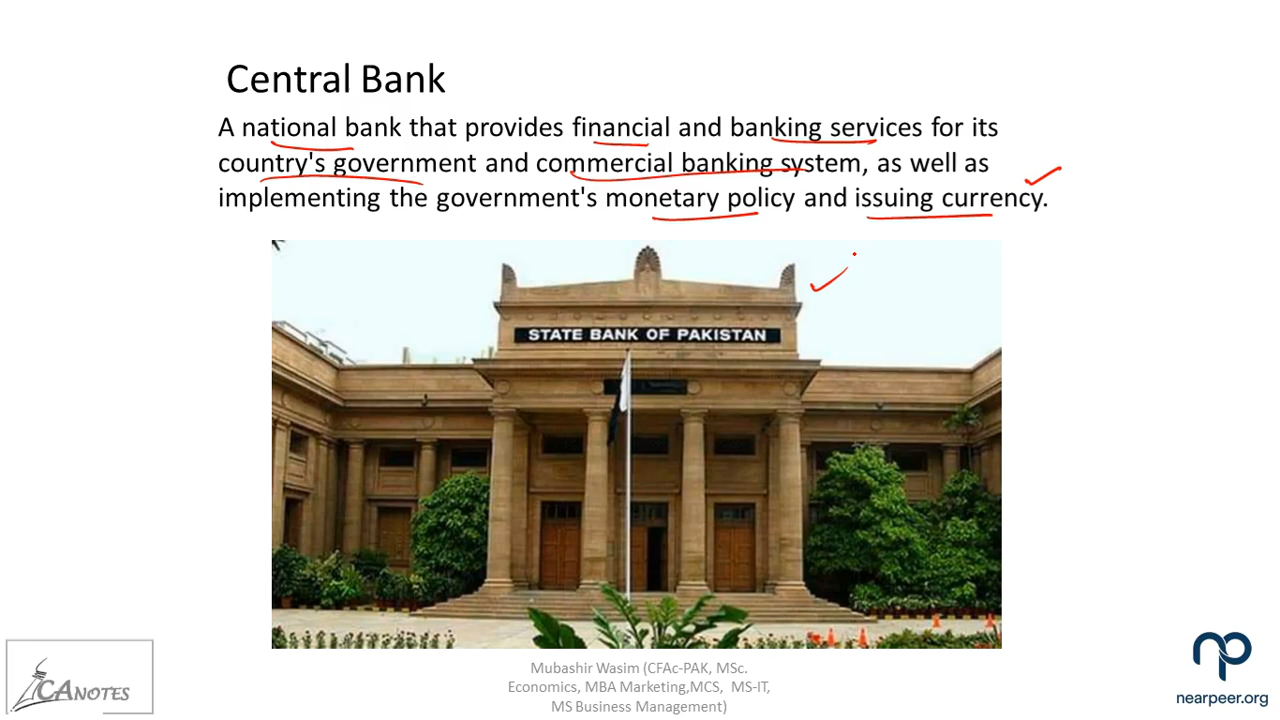 Central Bank
A national bank that provides financial and banking services for its
country's government and commercial banking system, as well as
implementing the government's monetary policy and issuing currency.
STATE BANK OF PAKISTAN
Mubashir Wasim (CFAc-PAK, MSc.
Economics, MBA Marketing,MCS, MS-IT,
MS Business Management)
CANOTES
nearpeer.org